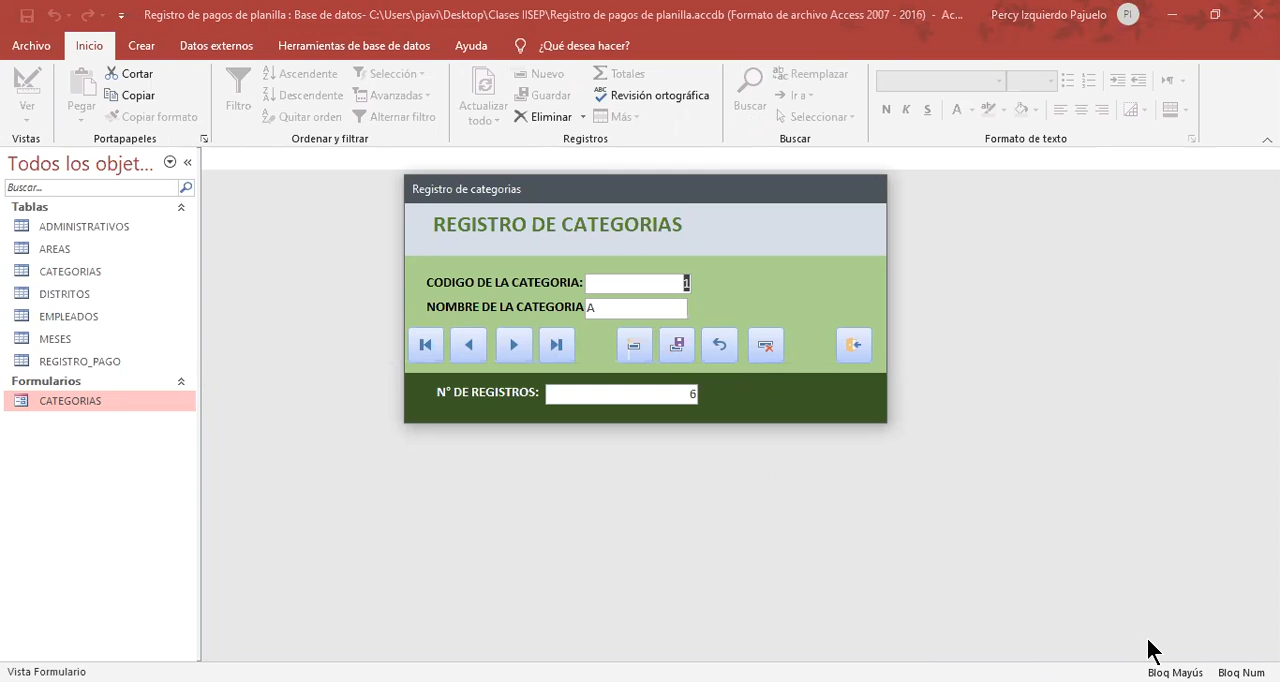 Registro de pagos de planilla : Base de datos- C:\Users\pjavi\Desktop\Clases IISEP\Registro de pagos de planilla.accdb (Formato de archivo Access 2007 - 2016) - Ac... Percy Izquierdo Pajuelo PI
Archivo Inicio Crear Datos externos Herramientas de base de datos Ayuda ¿Qué desea hacer?
Cortar Ascendente Selección Nuevo Totales Reemplazar
Ver Pegar Copiar Filtro Descendente Avanzadas Actualizar todo Guardar Revisión ortográfica Buscar Ir a N K S A
Copiar formato Quitar orden Alternar filtro Eliminar Más Seleccionar
Vistas Portapapeles Ordenar y filtrar Registros Buscar Formato de texto
Todos los objet...
Buscar...
Tablas
ADMINISTRATIVOS
AREAS
CATEGORIAS
DISTRITOS
EMPLEADOS
MESES
REGISTRO_PAGO
Formularios
CATEGORIAS
Registro de categorias
REGISTRO DE CATEGORIAS
CODIGO DE LA CATEGORIA: 1
NOMBRE DE LA CATEGORIA A
N° DE REGISTROS: 6
Vista Formulario Bloq Mayús Bloq Num